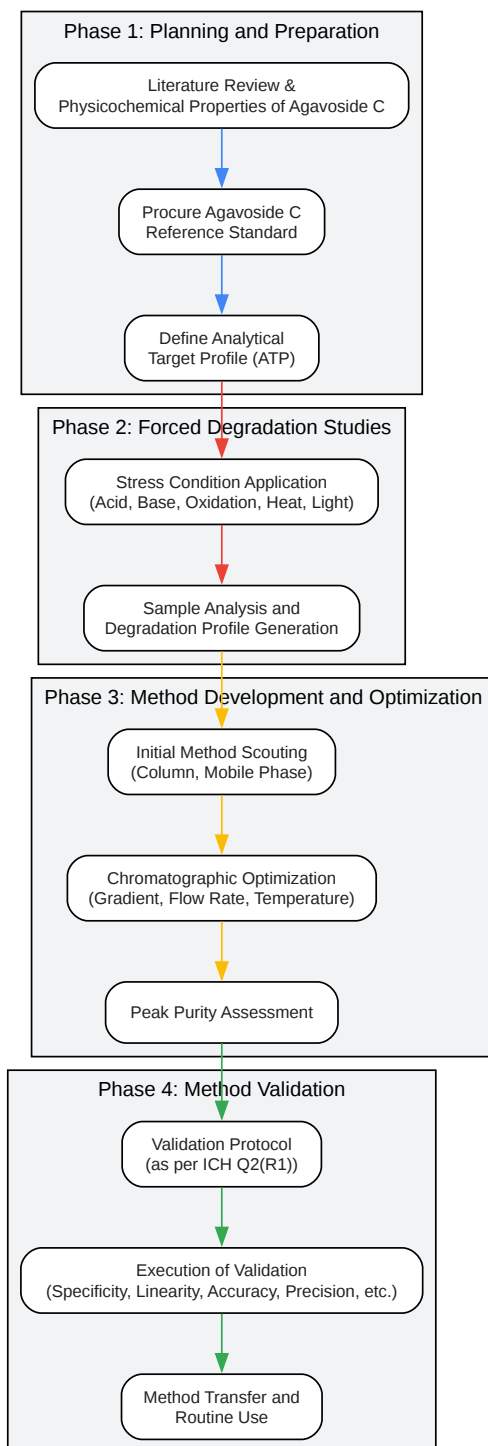 Phase 1: Planning and Preparation
Literature Review &
Physicochemical Properties of Agavoside C
Procure Agavoside C
Reference Standard
Define Analytical
Target Profile (ATP)
Phase 2: Forced Degradation Studies
Stress Condition Application
(Acid, Base, Oxidation, Heat, Light)
Sample Analysis and
Degradation Profile Generation
Phase 3: Method Development and Optimization
Initial Method Scouting
(Column, Mobile Phase)
Chromatographic Optimization
(Gradient, Flow Rate, Temperature)
Peak Purity Assessment
Phase 4: Method Validation
Validation Protocol
(as per ICH Q2(R1))
Execution of Validation
(Specificity, Linearity, Accuracy, Precision, etc.)
Method Transfer and
Routine Use